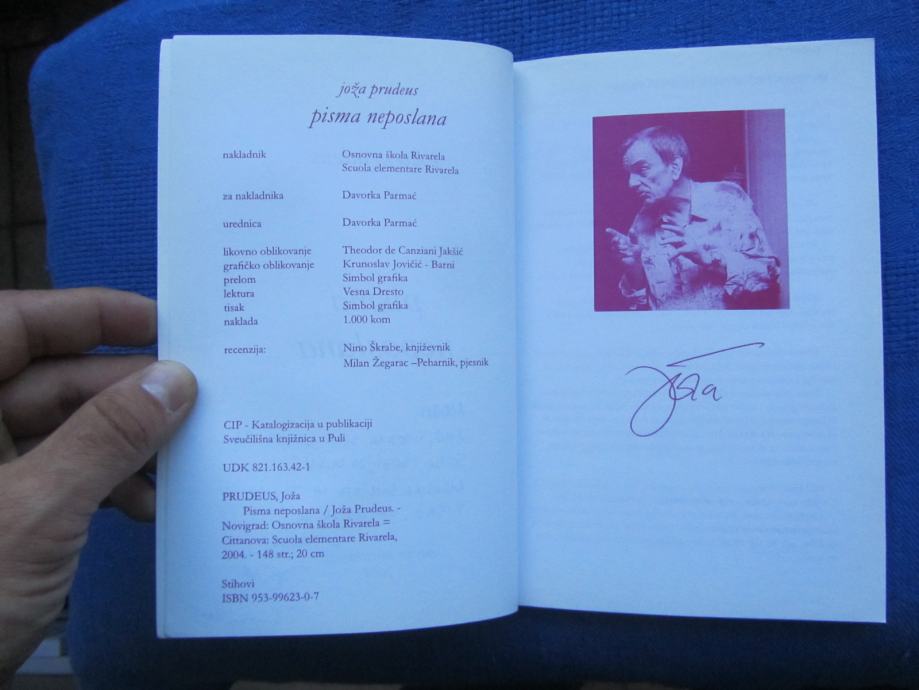 joža prudeus
pisma neposlana
nakladnik Osnovna škola Rivarela
Scuola elementare Rivarela
za nakladnika Davorka Parmać
urednica Davorka Parmać
likovno oblikovanje Theodor de Canziani Jakšić
grafičko oblikovanje Krunoslav Jovičić - Barni
prelom Simbol grafika
lektura Vesna Dresto
tisak Simbol grafika
naklada 1.000 kom
recenzija: Nino Škrabe, književnik
Milan Žegarac –Peharnik, pjesnik
CIP - Katalogizacija u publikaciji
Sveučilišna knjižnica u Puli
UDK 821.163.42-1
PRUDEUS, Joža
Pisma neposlana / Joža Prudeus. -
Novigrad: Osnovna škola Rivarela =
Cittanova: Scuola elementare Rivarela,
2004. - 148 str.; 20 cm
Stihovi
ISBN 953-99623-0-7
Joža